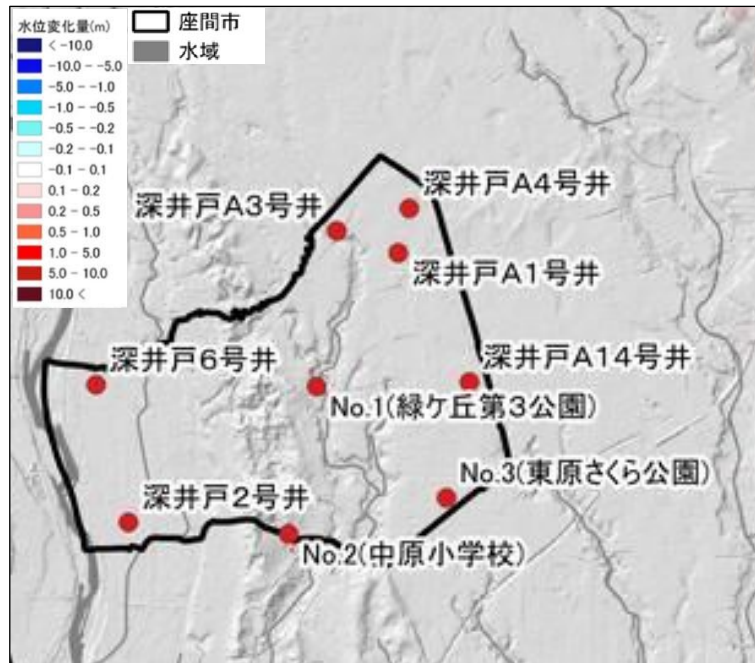 水位変化量(m)
< -10.0
-10.0 - -5.0
-5.0 - -1.0
-1.0 - -0.5
-0.5 - -0.2
-0.2 - -0.1
-0.1 - 0.1
0.1 - 0.2
0.2 - 0.5
0.5 - 1.0
1.0 - 5.0
5.0 - 10.0
10.0 <
座間市
水域
深井戸A3号井
深井戸A4号井
深井戸A1号井
深井戸6号井
深井戸A14号井
No.1(緑ケ丘第3公園)
No.3(東原さくら公園)
深井戸2号井
No.2(中原小学校)